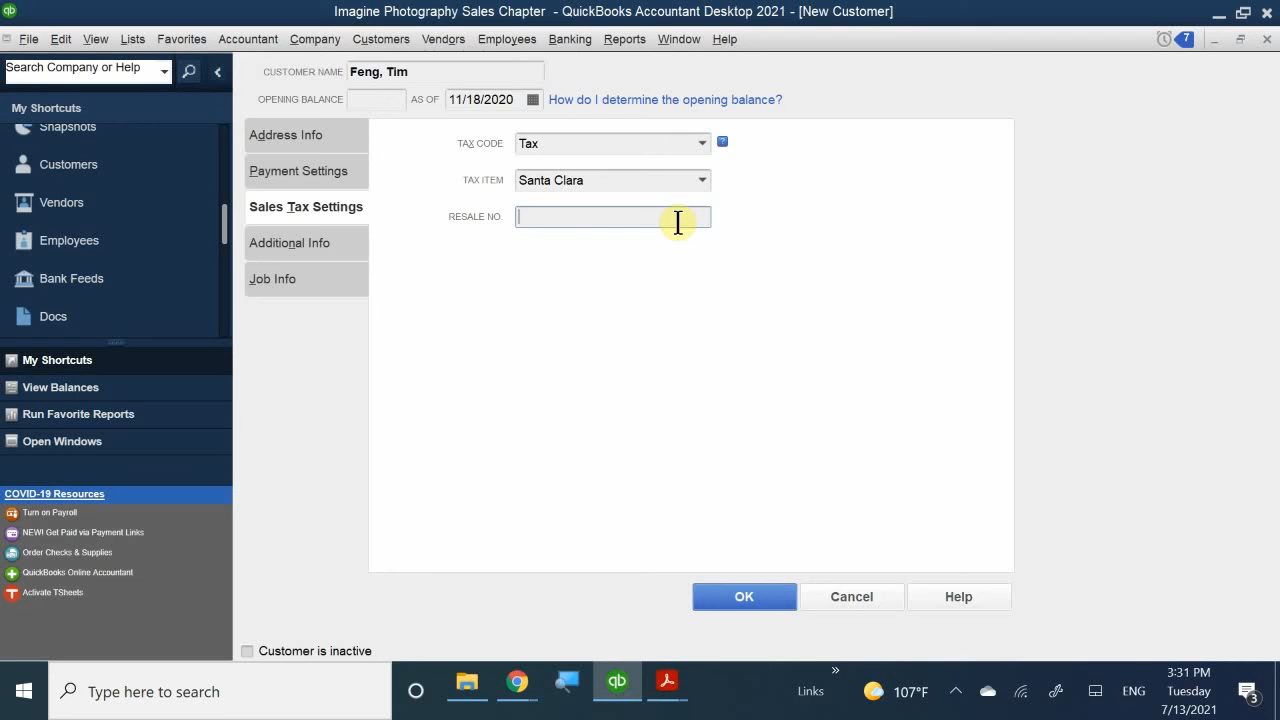 Imagine Photography Sales Chapter - QuickBooks Accountant Desktop 2021 - [New Customer]
File Edit View Lists Favorites Accountant Company Customers Vendors Employees Banking Reports Window Help 7
Search Company or Help
My Shortcuts
Snapshots
Customers
Vendors
Employees
Bank Feeds
Docs
My Shortcuts
View Balances
Run Favorite Reports
Open Windows
COVID-19 Resources
Turn on Payroll
NEW! Get Paid via Payment Links
Order Checks & Supplies
QuickBooks Online Accountant
Activate TSheets
CUSTOMER NAME Feng, Tim
OPENING BALANCE AS OF 11/18/2020 How do I determine the opening balance?
Address Info
Payment Settings
Sales Tax Settings
Additional Info
Job Info
TAX CODE Tax ?
TAX ITEM Santa Clara
RESALE NO.
OK Cancel Help
Customer is inactive
Type here to search
qb
Links
107°F
ENG
3:31 PM
Tuesday
7/13/2021
3